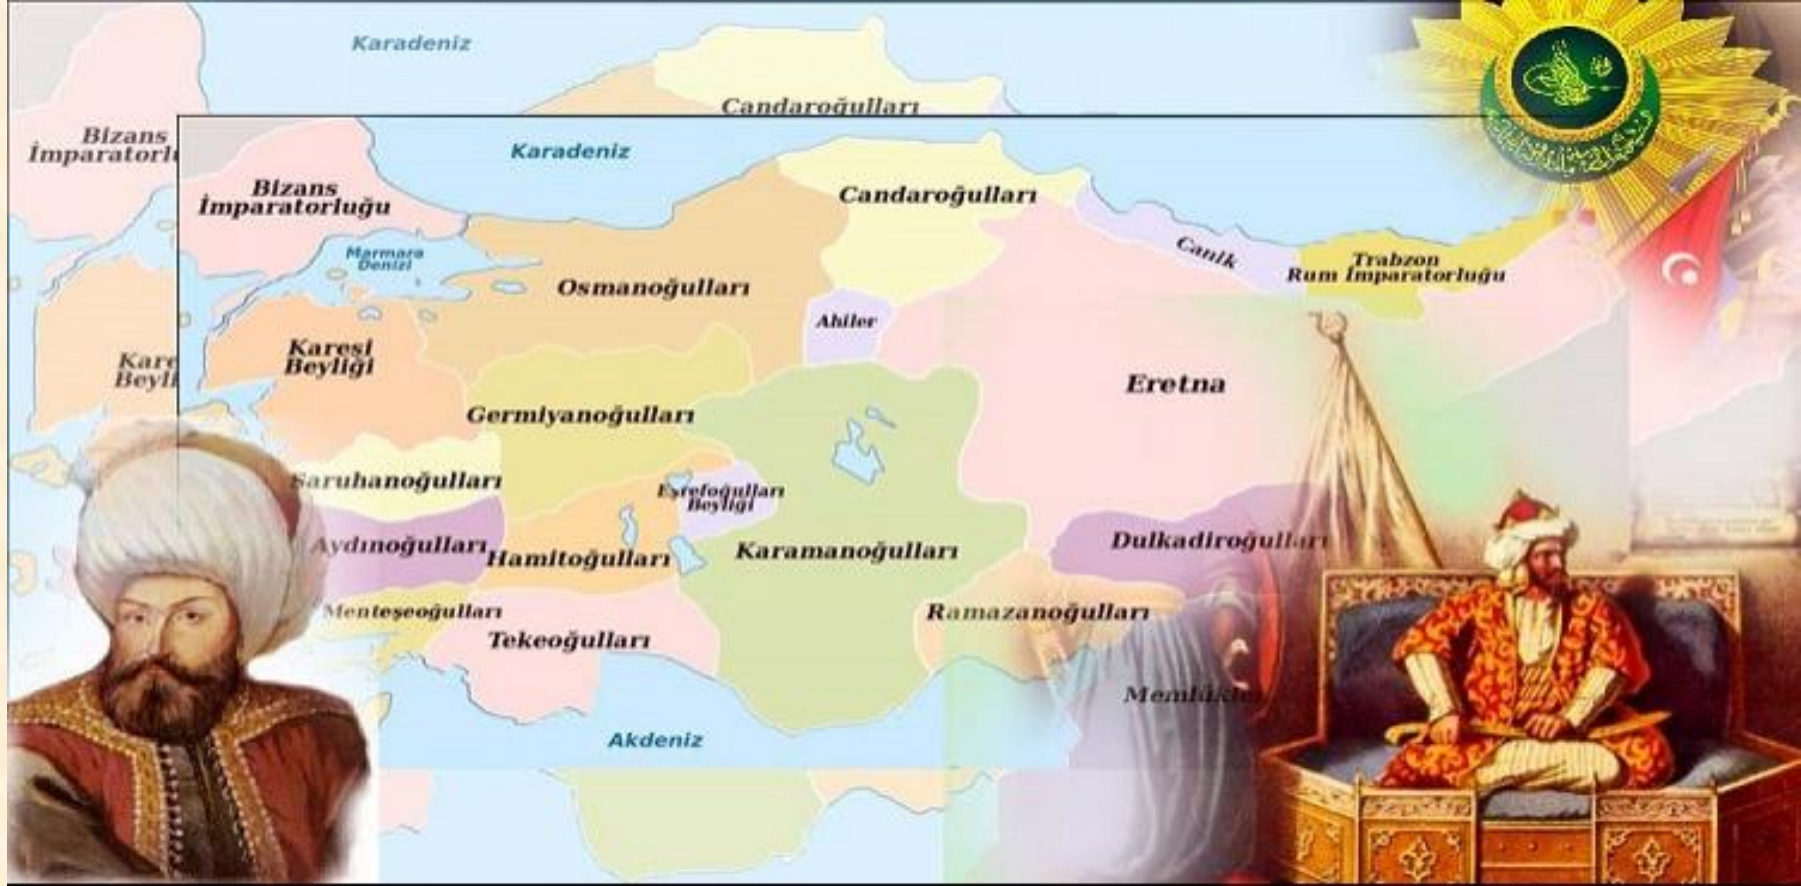 Karadeniz
Candaroğulları
Bizans
Karadeniz
Bizans
İmparatorluğu
Candaroğulları
Marmara
Denizi
Canik
Trabzon
Rum İmparatorluğu
Osmanoğulları
Ahiler
Karesi
Beyliği
Eretna
Germiyanoğulları
Saruhanoğulları
Eşrefoğulları
Beyliği
Aydınoğulları
Hamitoğulları
Karamanoğulları
Dulkadiroğulları
Menteşeoğulları
Tekeoğulları
Ramazanoğulları
Akdeniz